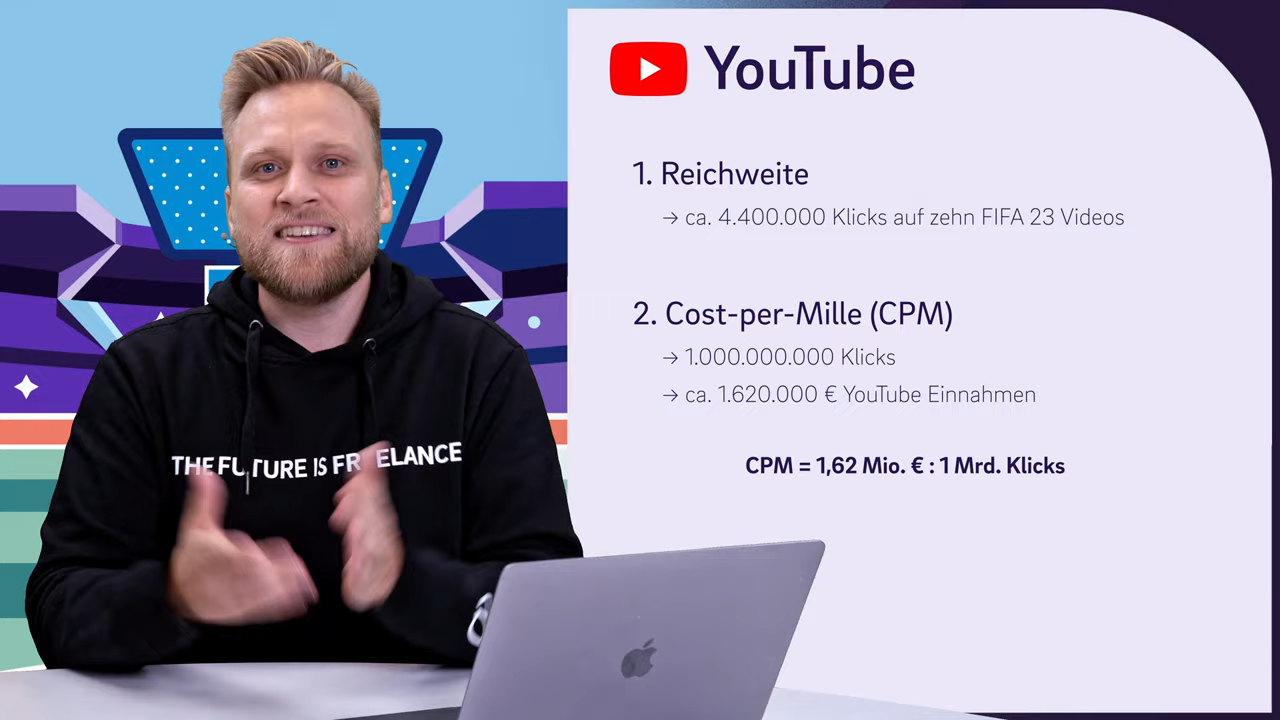 YouTube
1. Reichweite
→ ca. 4.400.000 Klicks auf zehn FIFA 23 Videos
2. Cost-per-Mille (CPM)
→ 1.000.000.000 Klicks
→ ca. 1.620.000 € YouTube Einnahmen
CPM = 1,62 Mio. € : 1 Mrd. Klicks
THE FUTURE IS FREELANCE